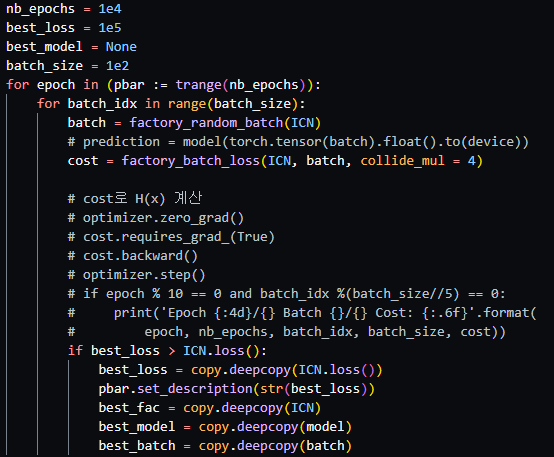 nb_epochs = 1e4
best_loss = 1e5
best_model = None
batch_size = 1e2
for epoch in (pbar := trange(nb_epochs)):
    for batch_idx in range(batch_size):
        batch = factory_random_batch(ICN)
        # prediction = model(torch.tensor(batch).float().to(device))
        cost = factory_batch_loss(ICN, batch, collide_mul = 4)

        # cost로 H(x) 계산
        # optimizer.zero_grad()
        # cost.requires_grad_(True)
        # cost.backward()
        # optimizer.step()
        # if epoch % 10 == 0 and batch_idx %(batch_size//5) == 0:
        #     print('Epoch {:4d}/{} Batch {}/{} Cost: {:.6f}'.format(
        #         epoch, nb_epochs, batch_idx, batch_size, cost))
        if best_loss > ICN.loss():
            best_loss = copy.deepcopy(ICN.loss())
            pbar.set_description(str(best_loss))
            best_fac = copy.deepcopy(ICN)
            best_model = copy.deepcopy(model)
            best_batch = copy.deepcopy(batch)